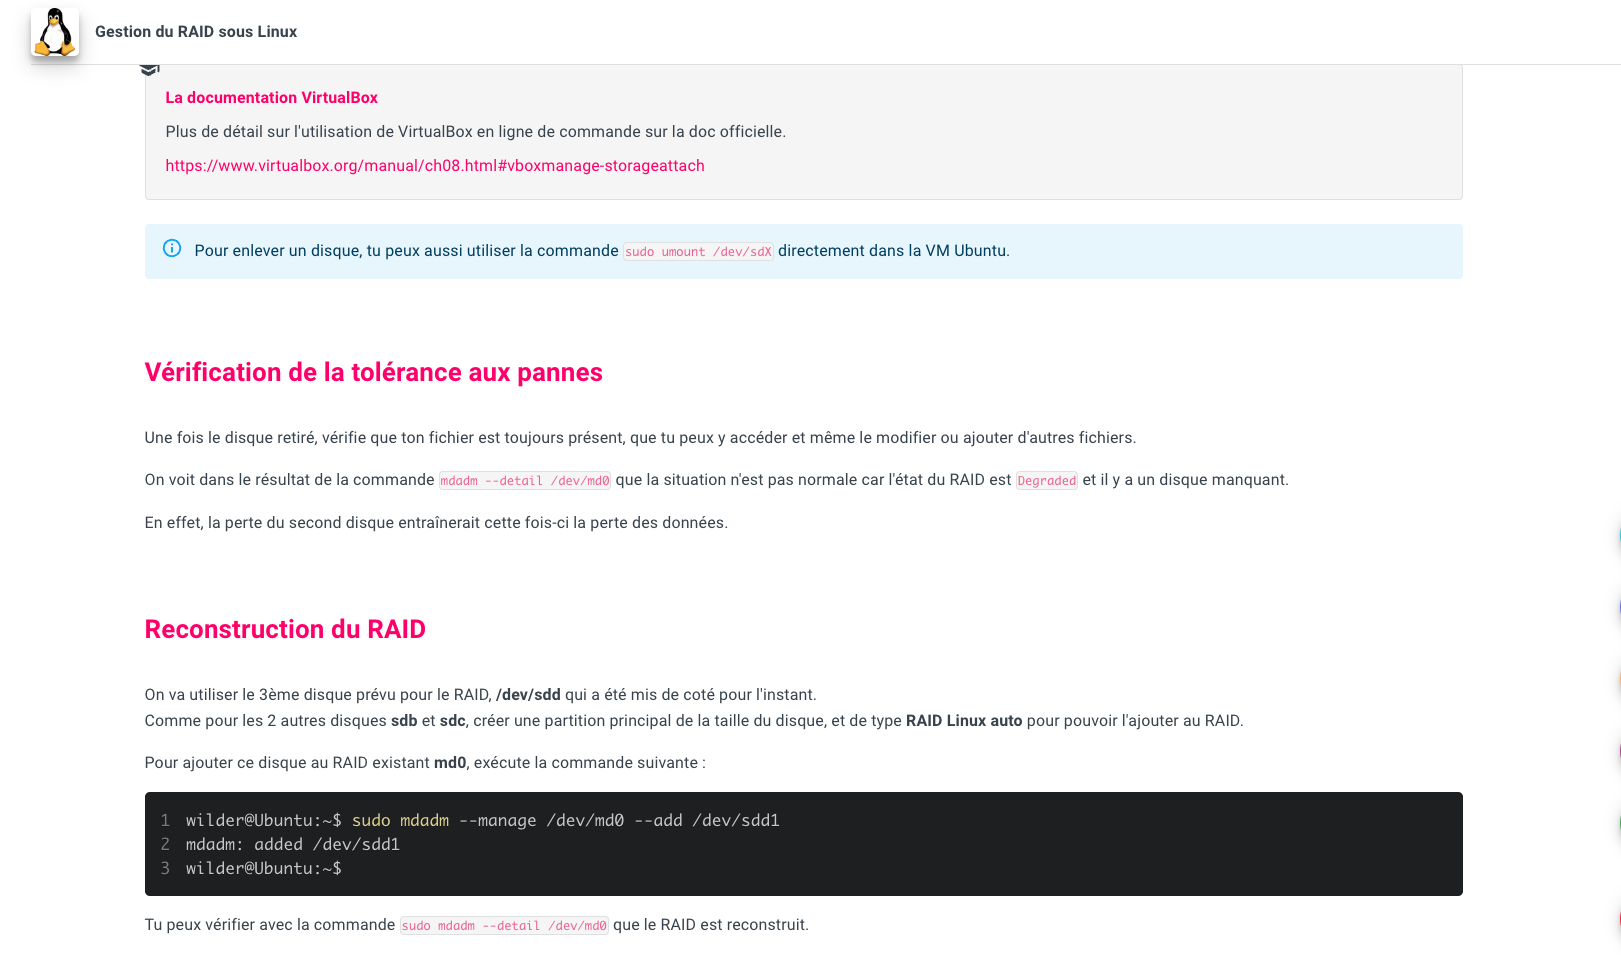 Gestion du RAID sous Linux
La documentation VirtualBox
Plus de détail sur l'utilisation de VirtualBox en ligne de commande sur la doc officielle.
https://www.virtualbox.org/manual/ch08.html#vboxmanage-storageattach
Pour enlever un disque, tu peux aussi utiliser la commande sudo umount /dev/sdX directement dans la VM Ubuntu.
Vérification de la tolérance aux pannes
Une fois le disque retiré, vérifie que ton fichier est toujours présent, que tu peux y accéder et même le modifier ou ajouter d'autres fichiers.
On voit dans le résultat de la commande mdadm --detail /dev/md0 que la situation n'est pas normale car l'état du RAID est Degraded et il y a un disque manquant.
En effet, la perte du second disque entraînerait cette fois-ci la perte des données.
Reconstruction du RAID
On va utiliser le 3ème disque prévu pour le RAID, /dev/sdd qui a été mis de coté pour l'instant.
Comme pour les 2 autres disques sdb et sdc, créer une partition principal de la taille du disque, et de type RAID Linux auto pour pouvoir l'ajouter au RAID.
Pour ajouter ce disque au RAID existant md0, exécute la commande suivante :
1 wilder@Ubuntu:~$ sudo mdadm --manage /dev/md0 --add /dev/sdd1
2 mdadm: added /dev/sdd1
3 wilder@Ubuntu:~$
Tu peux vérifier avec la commande sudo mdadm --detail /dev/md0 que le RAID est reconstruit.